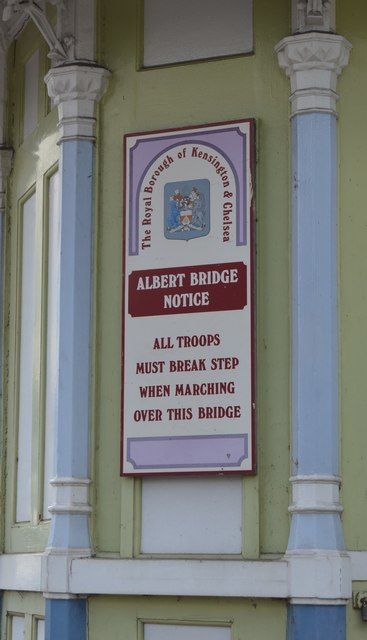 The Royal Borough of Kensington & Chelsea
ALBERT BRIDGE
NOTICE
ALL TROOPS
MUST BREAK STEP
WHEN MARCHING
OVER THIS BRIDGE